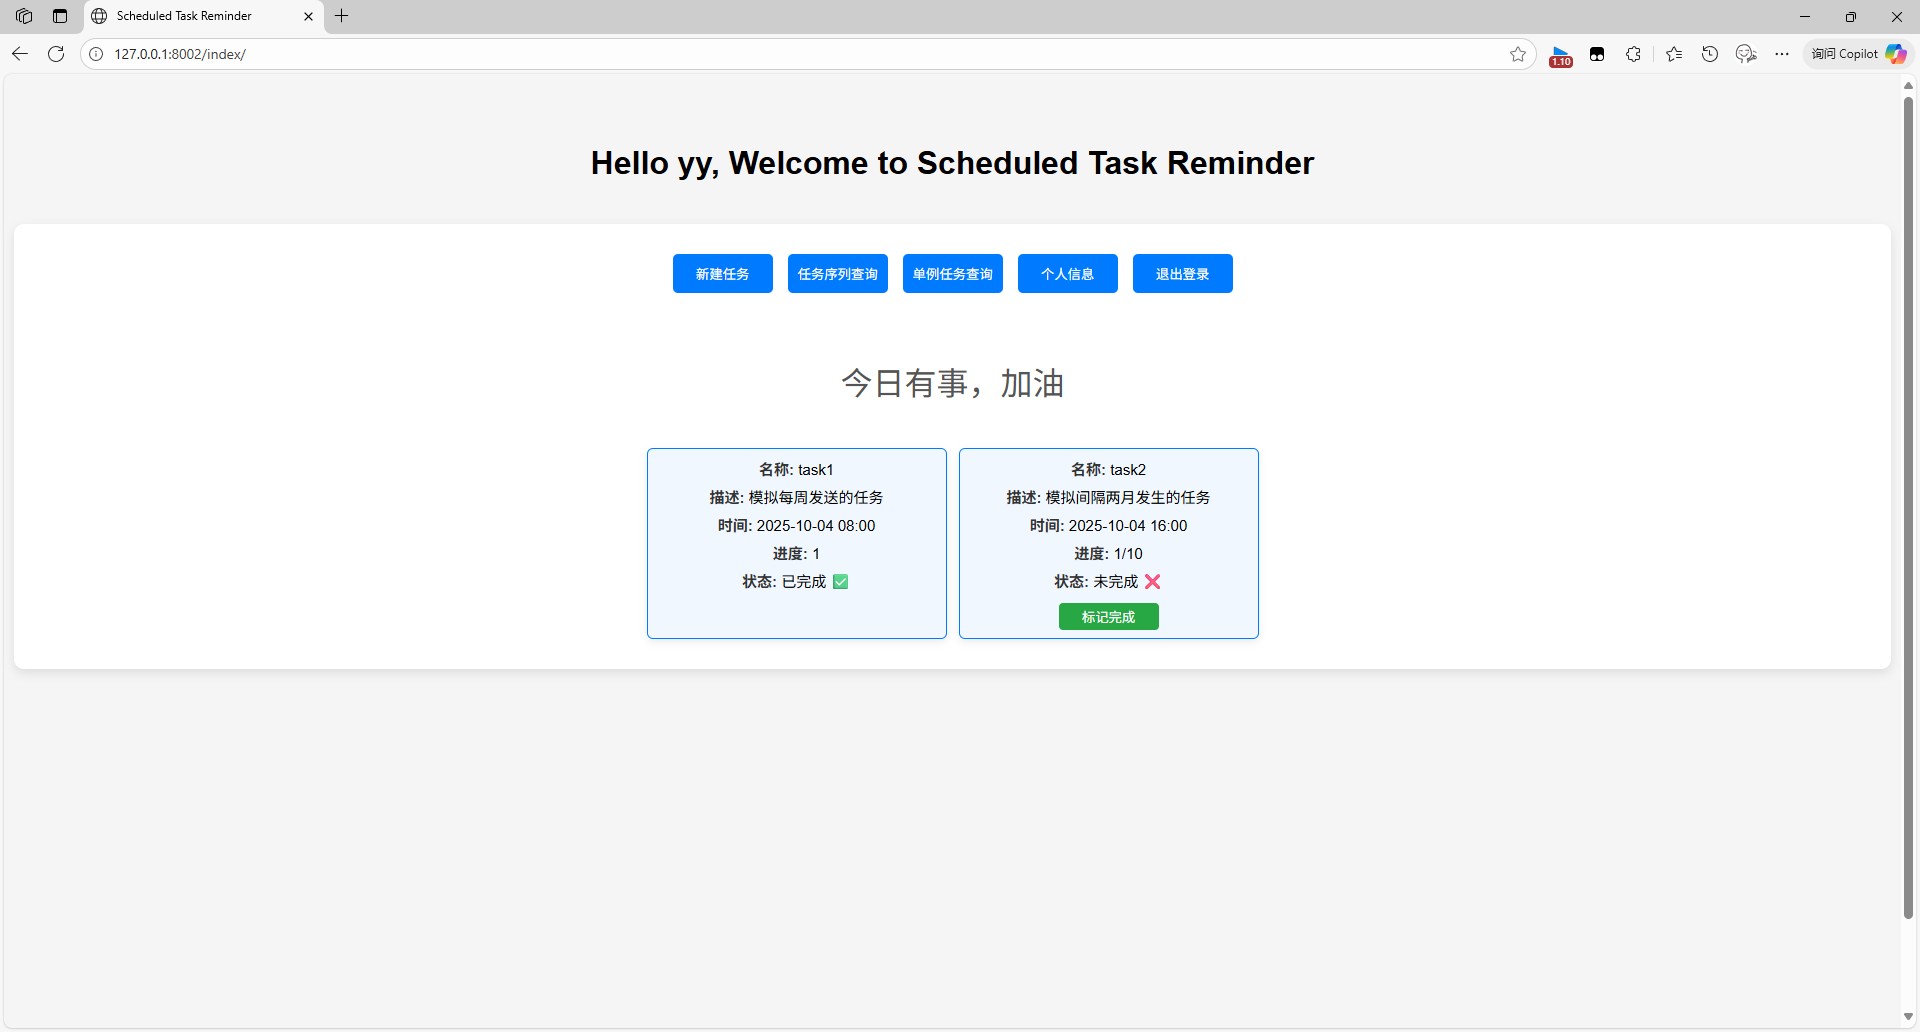 Scheduled Task Reminder
127.0.0.1:8002/index/
1.10
询问 Copilot
Hello yy, Welcome to Scheduled Task Reminder
新建任务 任务序列查询 单例任务查询 个人信息 退出登录
今日有事，加油
名称: task1
描述: 模拟每周发送的任务
时间: 2025-10-04 08:00
进度: 1
状态: 已完成 ✅
名称: task2
描述: 模拟间隔两月发生的任务
时间: 2025-10-04 16:00
进度: 1/10
状态: 未完成 ❌
标记完成